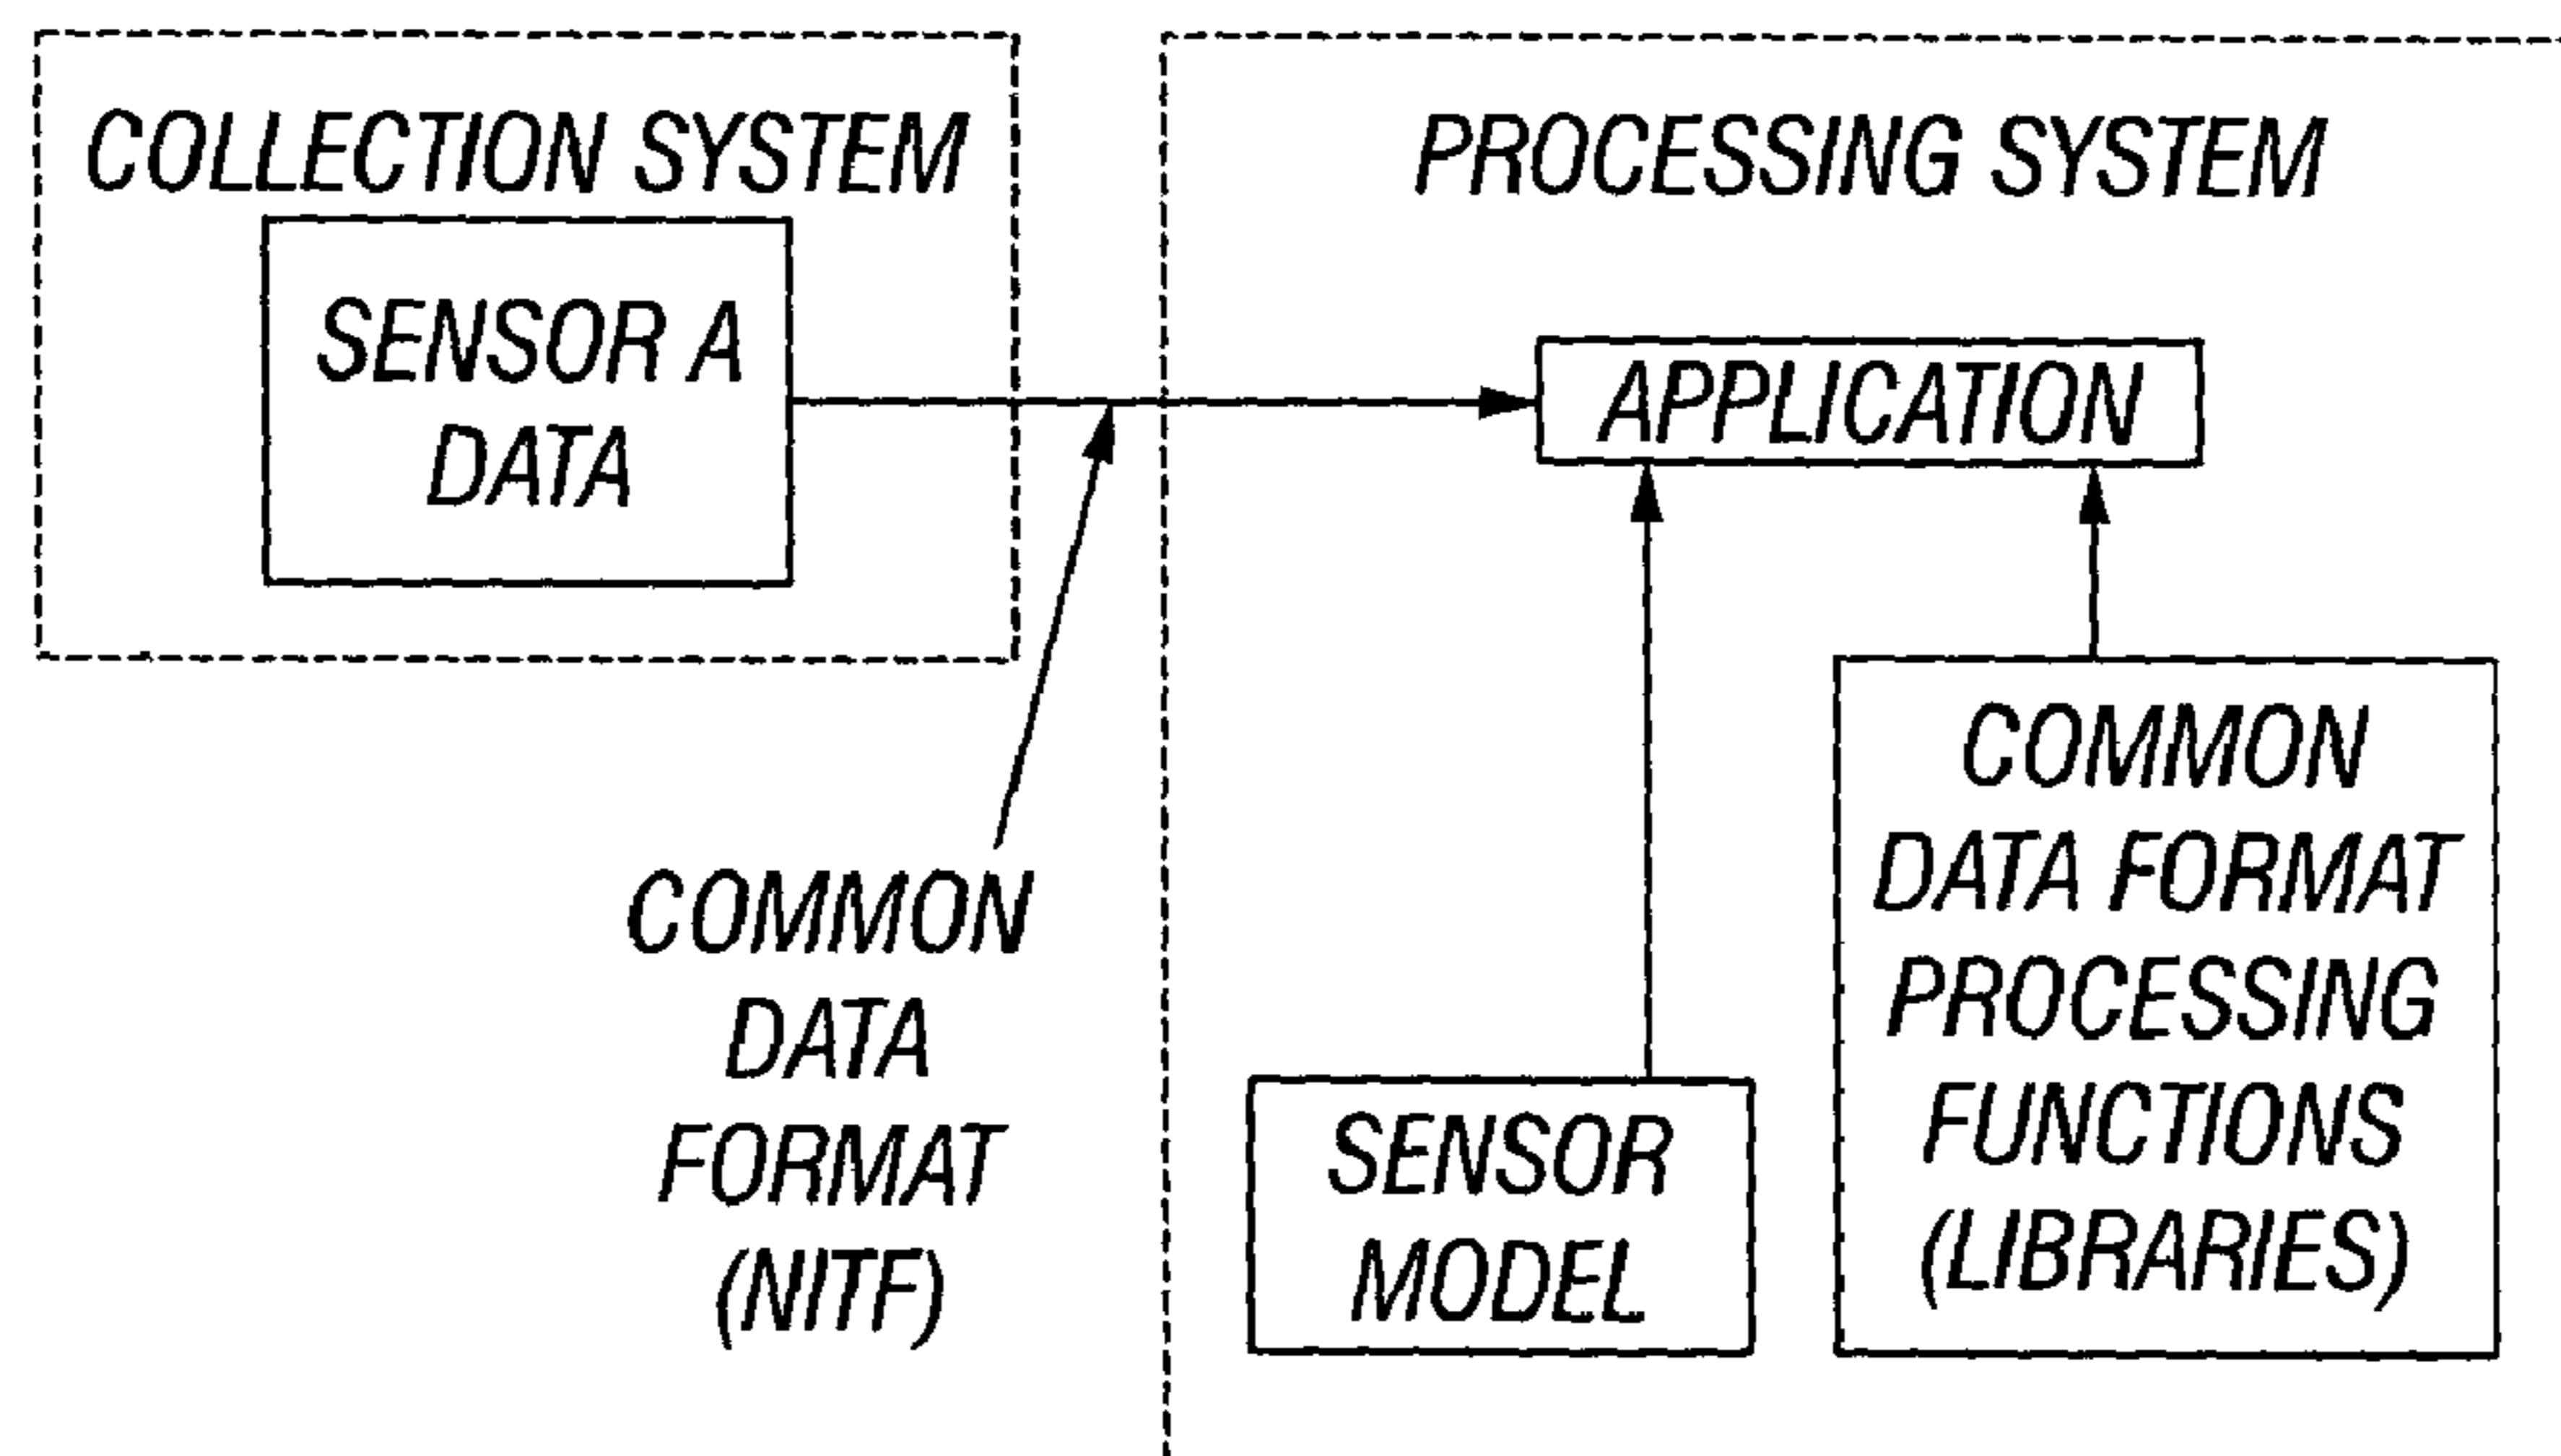 COLLECTION SYSTEM
SENSOR A
DATA
PROCESSING SYSTEM
APPLICATION
COMMON
DATA
FORMAT
(NITF)
SENSOR
MODEL
COMMON
DATA FORMAT
PROCESSING
FUNCTIONS
(LIBRARIES)